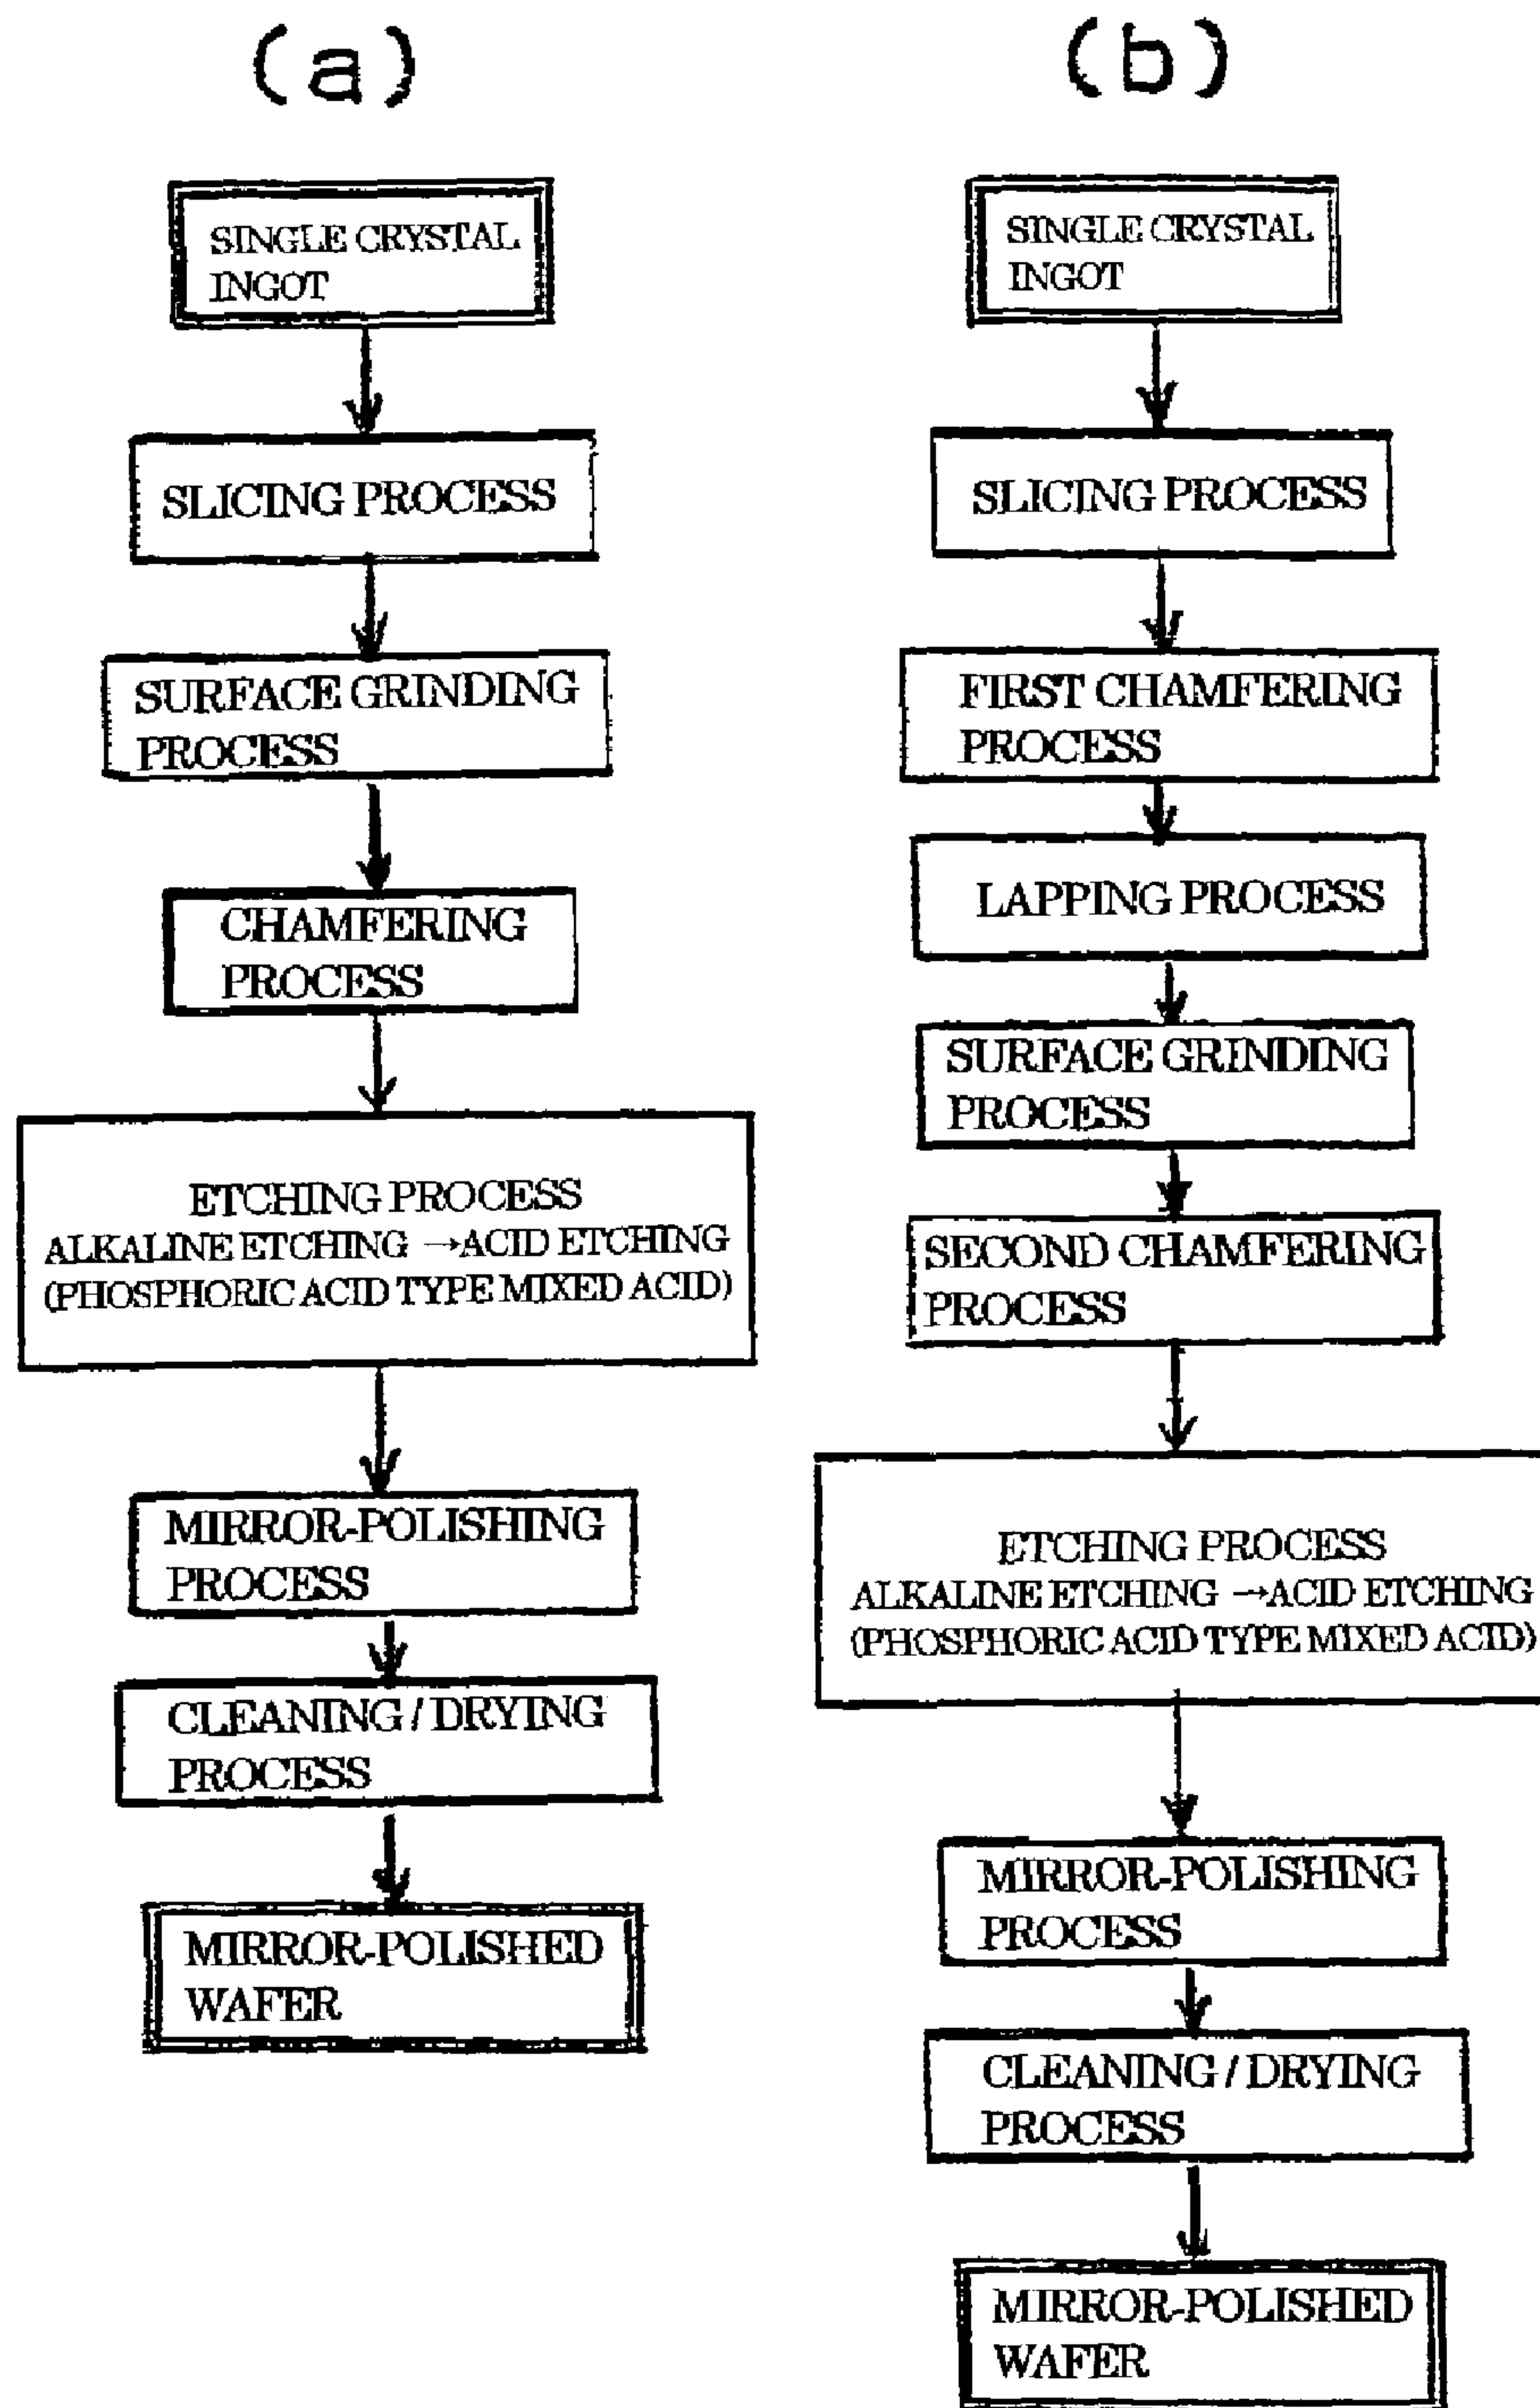 (a)
SINGLE CRYSTAL
INGOT
SLICING PROCESS
SURFACE GRINDING
PROCESS
CHAMFERING
PROCESS
ETCHING PROCESS
ALKALINE ETCHING →ACID ETCHING
(PHOSPHORIC ACID TYPE MIXED ACID)
MIRROR-POLISHING
PROCESS
CLEANING / DRYING
PROCESS
MIRROR-POLISHED
WAFER
(b)
SINGLE CRYSTAL
INGOT
SLICING PROCESS
FIRST CHAMFERING
PROCESS
LAPPING PROCESS
SURFACE GRINDING
PROCESS
SECOND CHAMFERING
PROCESS
ETCHING PROCESS
ALKALINE ETCHING →ACID ETCHING
(PHOSPHORIC ACID TYPE MIXED ACID)
MIRROR-POLISHING
PROCESS
CLEANING / DRYING
PROCESS
MIRROR-POLISHED
WAFER